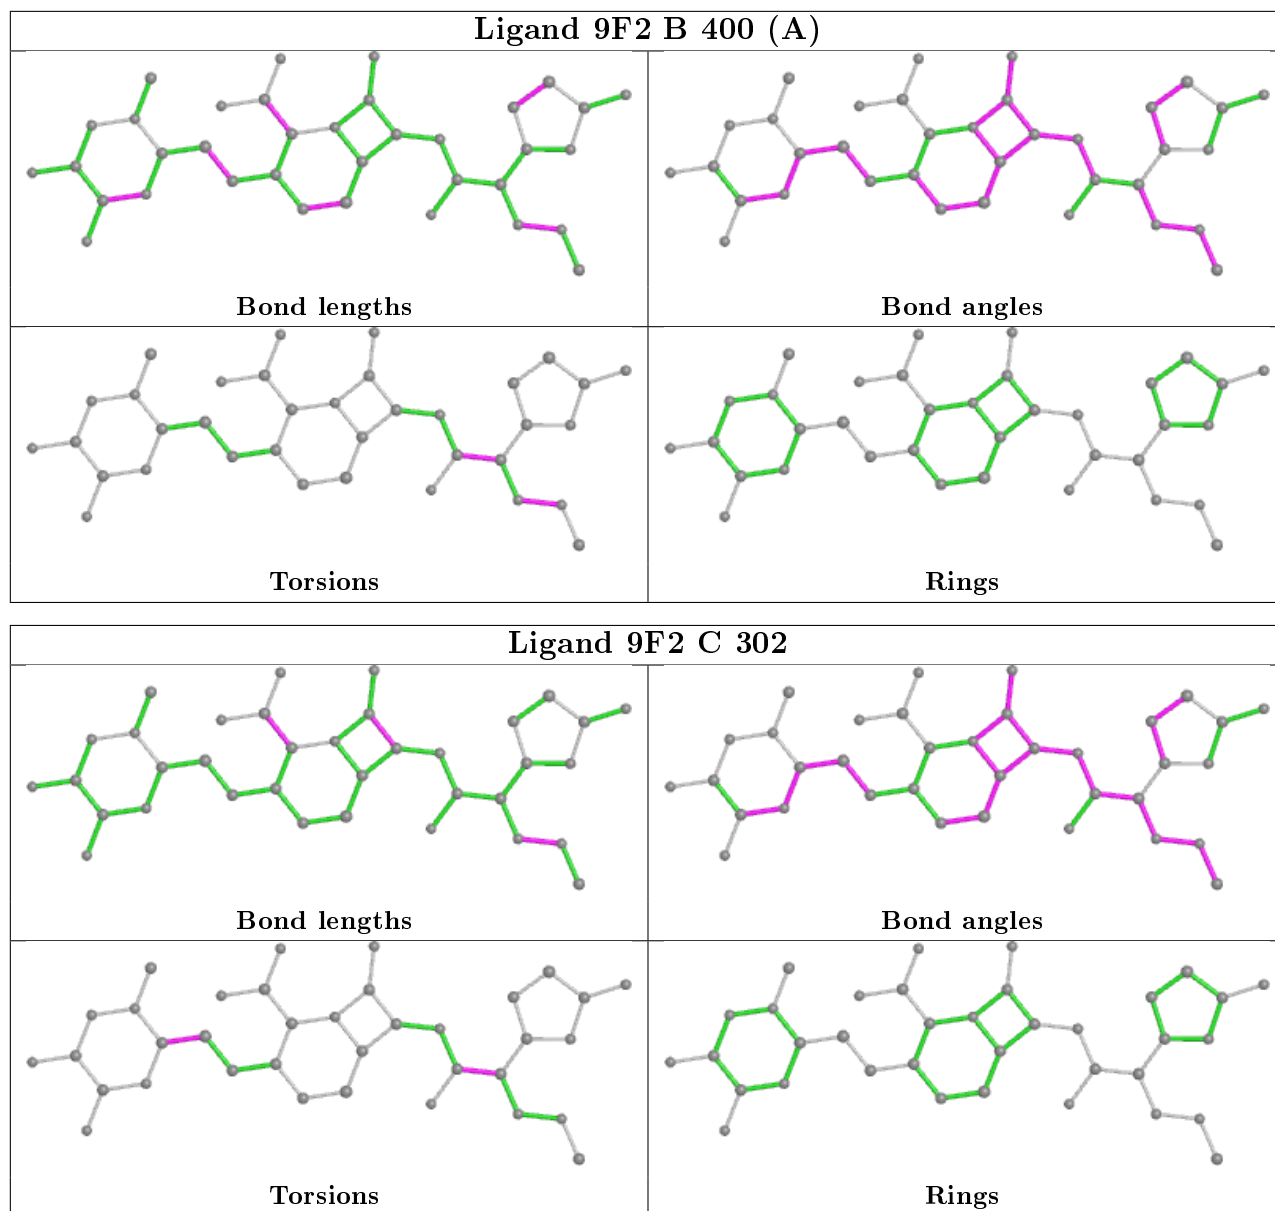 Ligand 9F2 B 400 (A)
Bond lengths
Bond angles
Torsions
Rings
Ligand 9F2 C 302
Bond lengths
Bond angles
Torsions
Rings